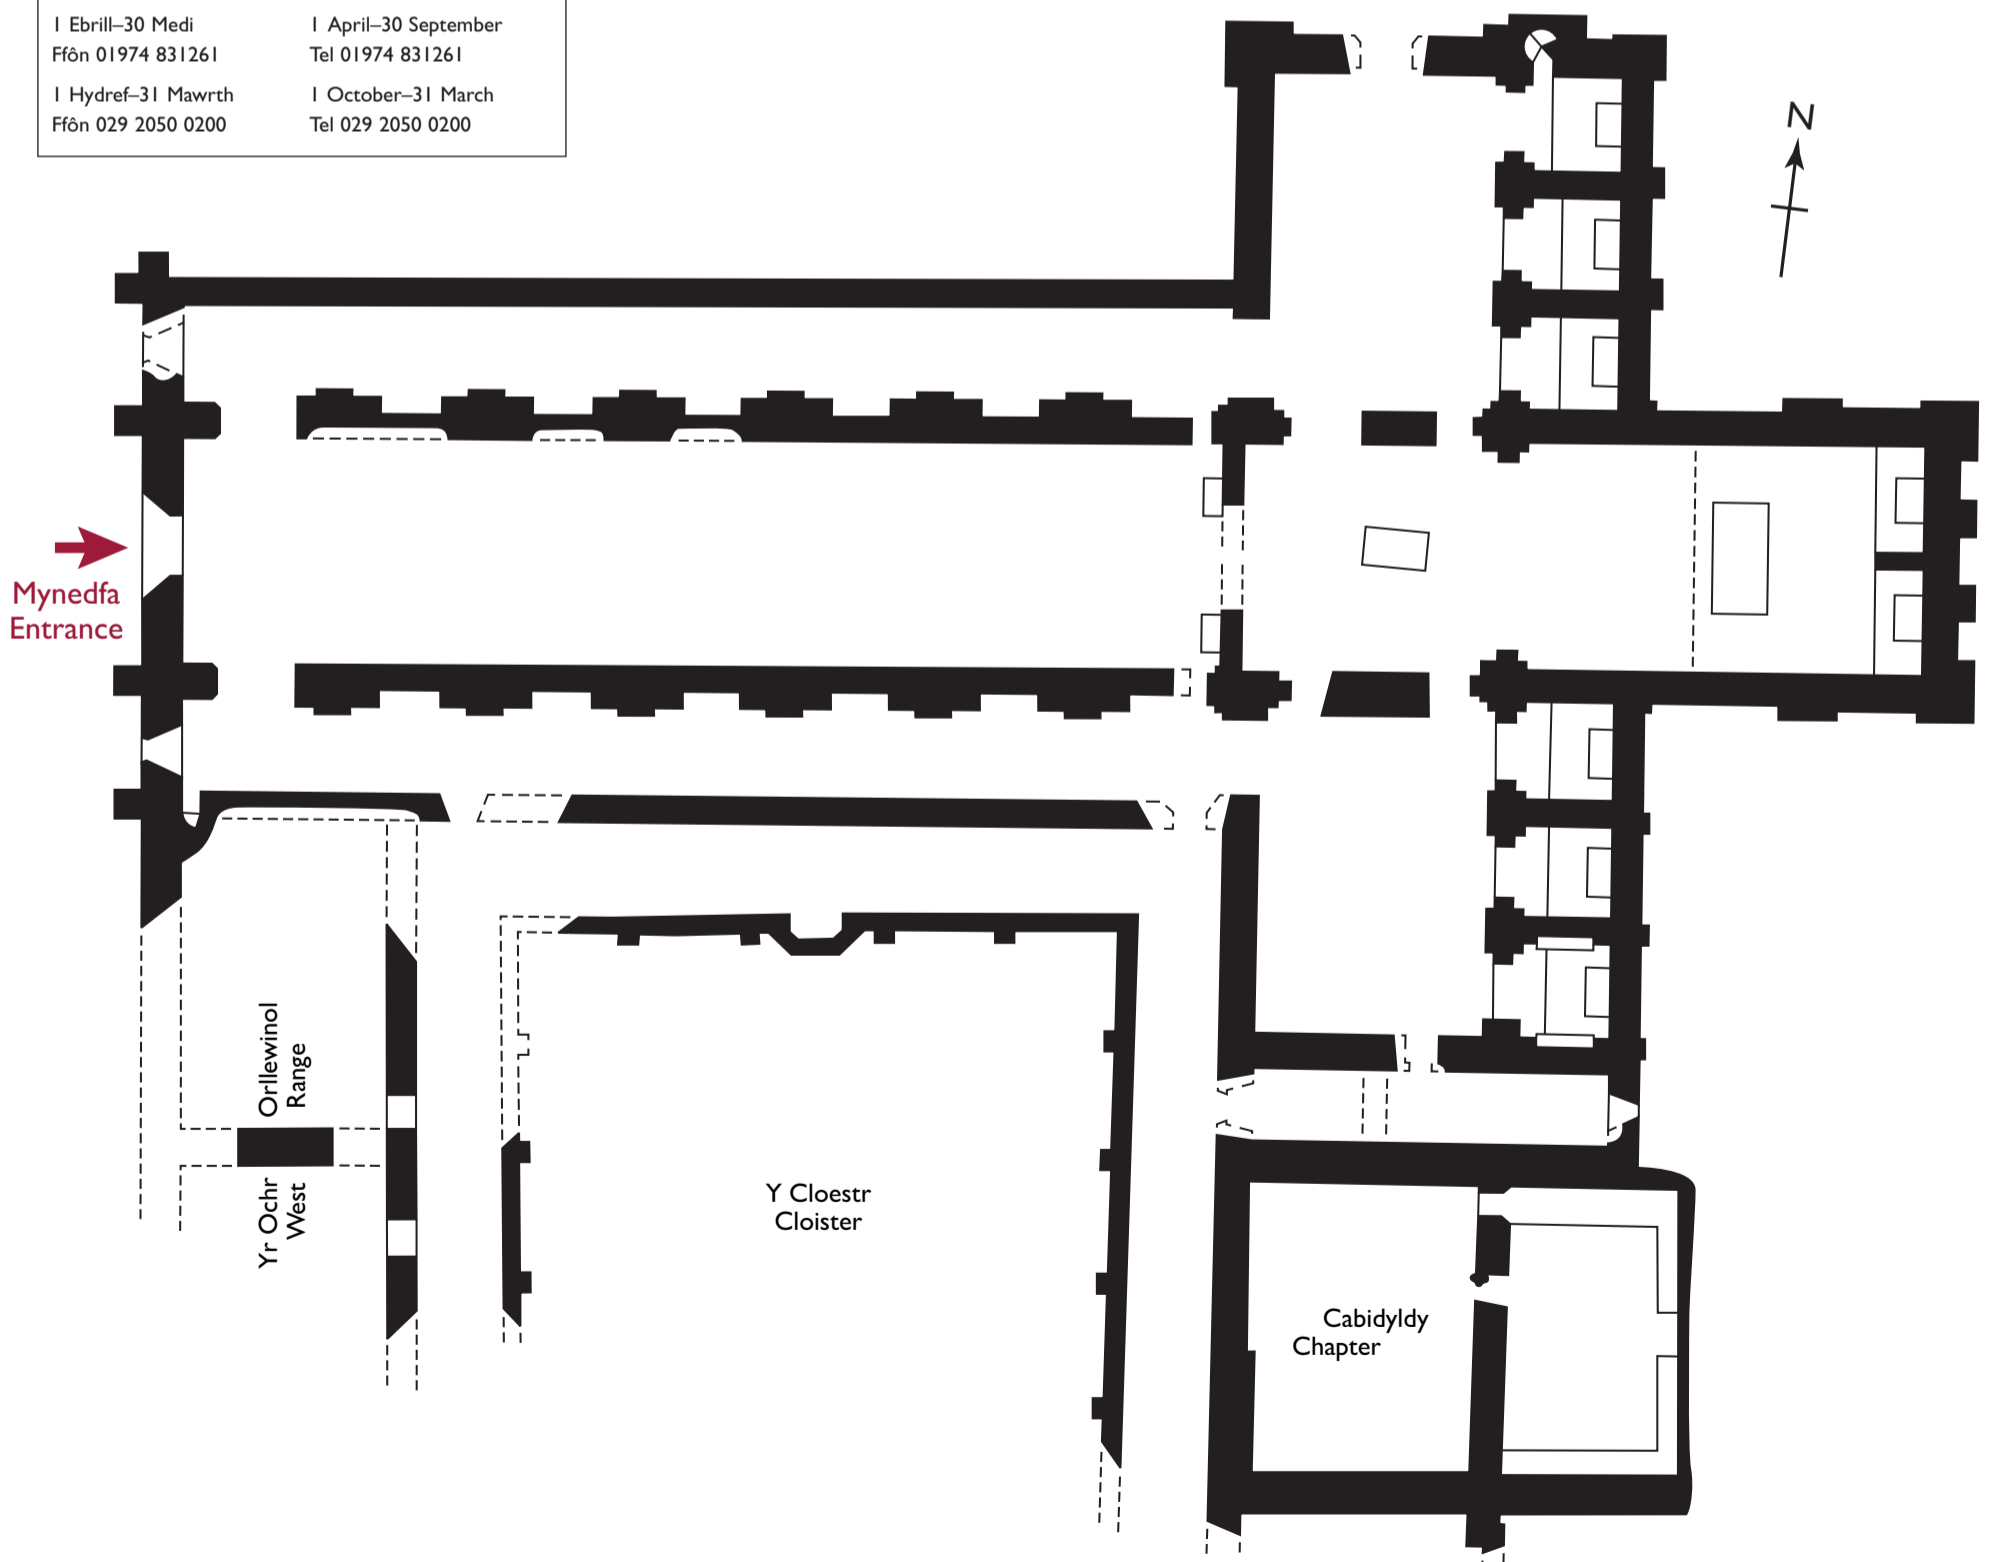 1 Ebrill–30 Medi
Ffôn 01974 831261
1 Hydref–31 Mawrth
Ffôn 029 2050 0200
1 April–30 September
Tel 01974 831261
1 October–31 March
Tel 029 2050 0200
N
Mynedfa
Entrance
Yr Ochr Orllewinol
West Range
Y Cloestr
Cloister
Cabidyldy
Chapter